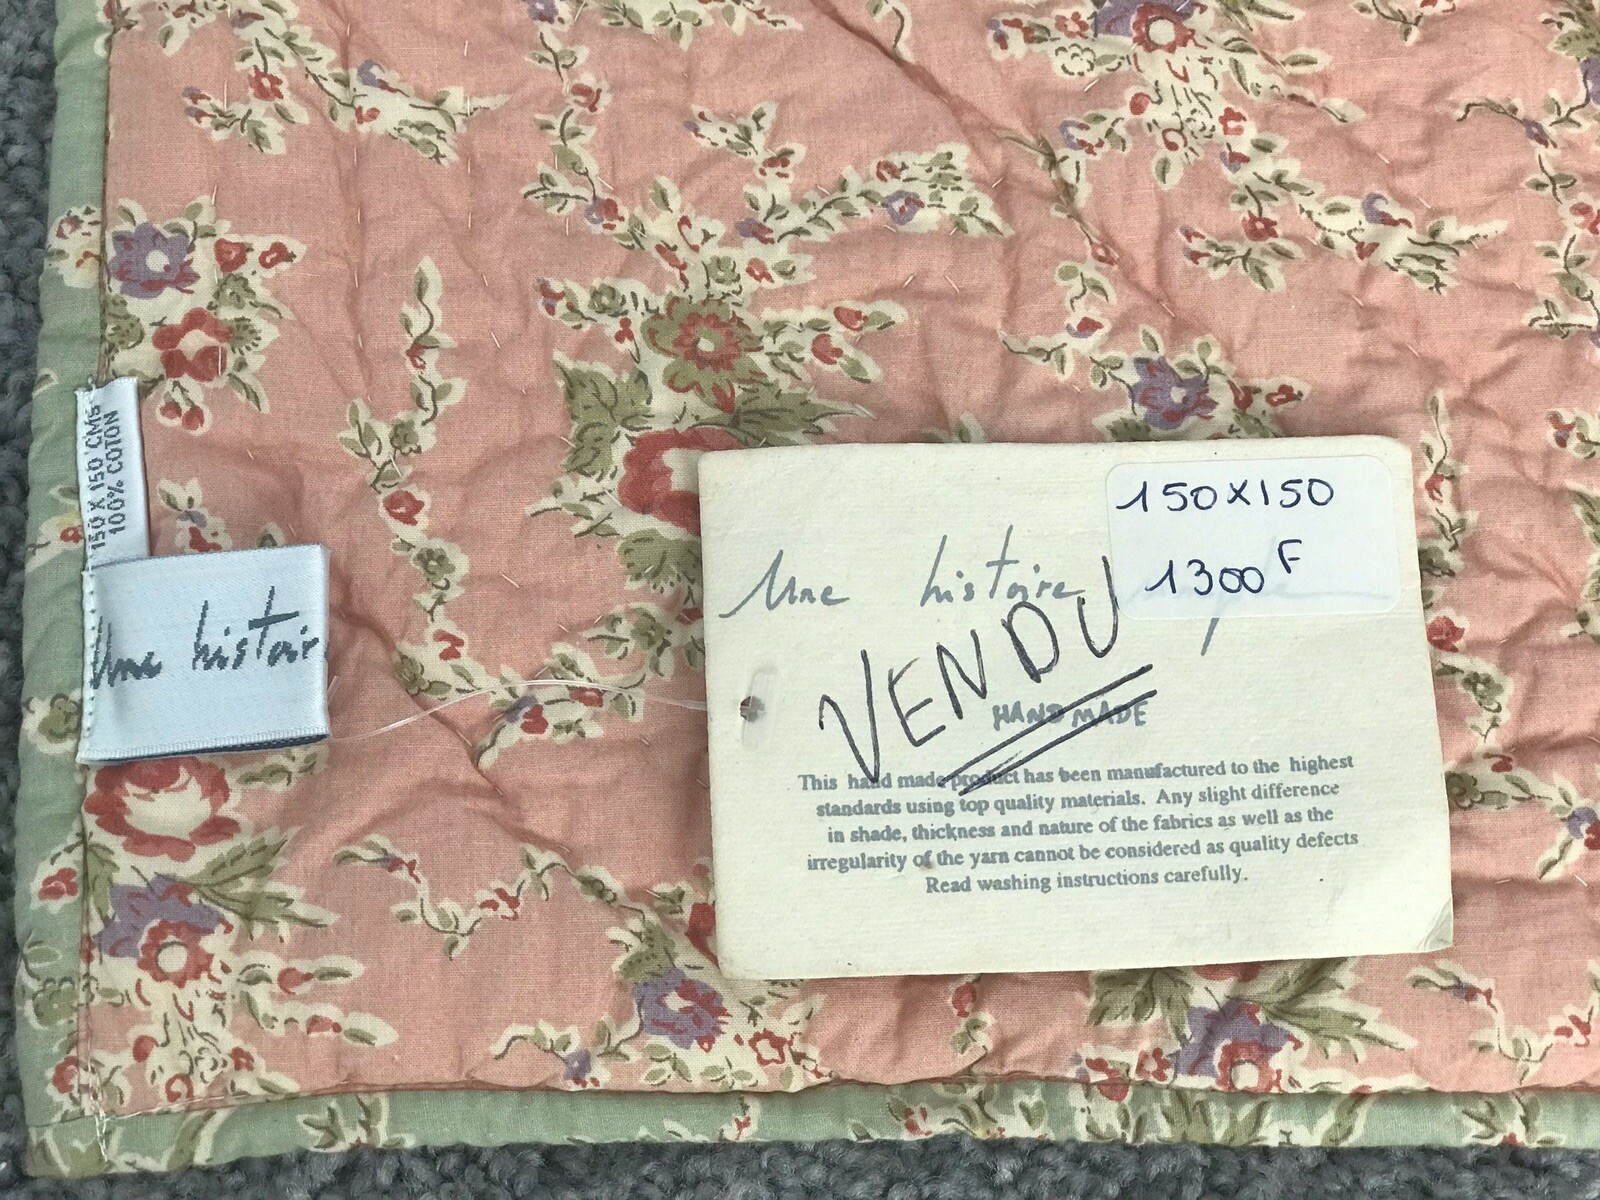 150 X 150 CMS
100% COTON
Une histoir
150X150
1300 F
Une histoire
VENDU
HAND MADE
This hand made product has been manufactured to the highest
standards using top quality materials. Any slight difference
in shade, thickness and nature of the fabrics as well as the
irregularity of the yarn cannot be considered as quality defects
Read washing instructions carefully.